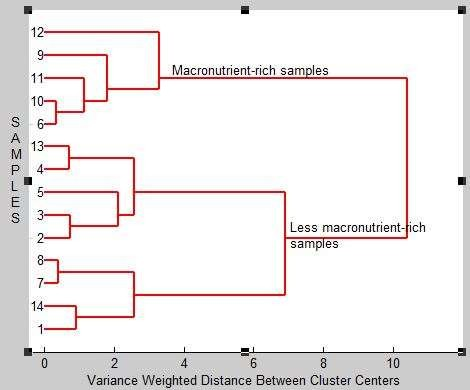 12
9
Macronutrient-rich samples
11
10
6
13
4
5
3
Less macronutrient-rich
samples
2
8
7
14
1
SAMPLES
0 2 4 6 8 10
Variance Weighted Distance Between Cluster Centers